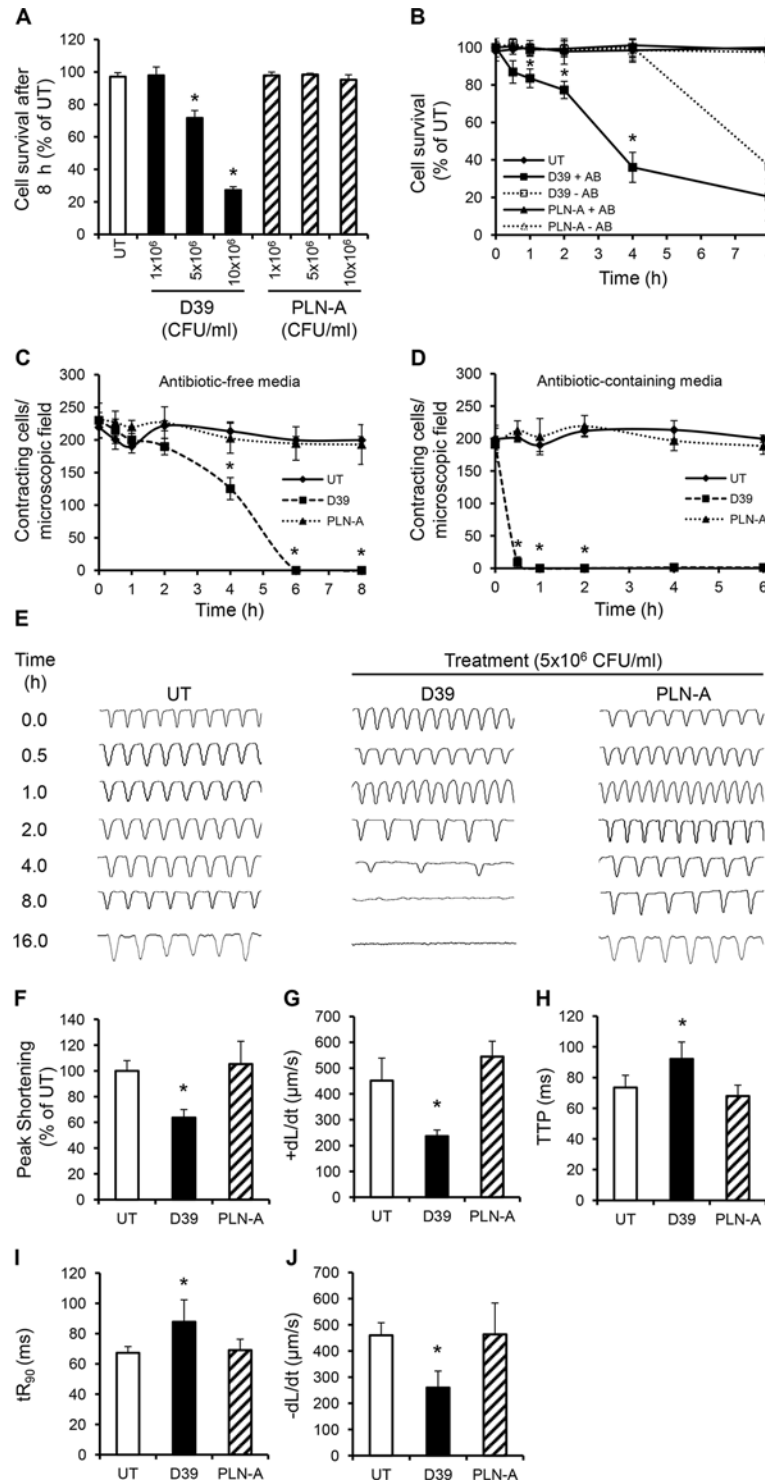 A
Cell survival after
8 h (% of UT)
120
100
80
60
40
20
0
UT
1x10⁶
5x10⁶
10x10⁶
1x10⁶
5x10⁶
10x10⁶
* *
D39
(CFU/ml)
PLN-A
(CFU/ml)
B
Cell survival
(% of UT)
100
80
60
40
20
0
* * *
UT
D39 + AB
D39 - AB
PLN-A + AB
PLN-A - AB
0 1 2 3 4 5 6 7
Time (h)
C
Antibiotic-free media
Contracting cells/
microscopic field
300
250
200
150
100
50
0
UT
D39
PLN-A
* * *
0 1 2 3 4 5 6 7 8
Time (h)
D
Antibiotic-containing media
Contracting cells/
microscopic field
300
250
200
150
100
50
0
UT
D39
PLN-A
* * *
0 1 2 3 4 5 6
Time (h)
E
Time
(h)
Treatment (5x10⁶ CFU/ml)
UT D39 PLN-A
0.0
0.5
1.0
2.0
4.0
8.0
16.0
F
Peak Shortening
(% of UT)
140
120
100
80
60
40
20
0
*
UT D39 PLN-A
G
+dL/dt (µm/s)
700
600
500
400
300
200
100
0
*
UT D39 PLN-A
H
TTP (ms)
120
100
80
60
40
20
0
*
UT D39 PLN-A
I
tR₉₀
(ms)
120
100
80
60
40
20
0
*
UT D39 PLN-A
J
-dL/dt (µm/s)
700
600
500
400
300
200
100
0
*
UT D39 PLN-A